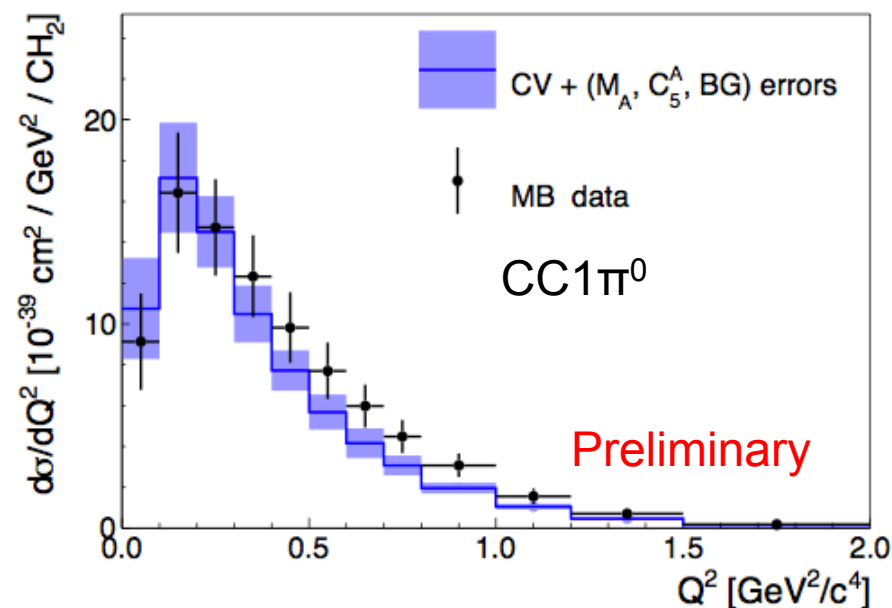 CV + (M_A, C_5^A, BG) errors
MB data
CC1π⁰
Preliminary
dσ/dQ² [10⁻³⁹ cm² / GeV² / CH₂]
20
10
0
0.0 0.5 1.0 1.5 2.0
Q² [GeV²/c⁴]